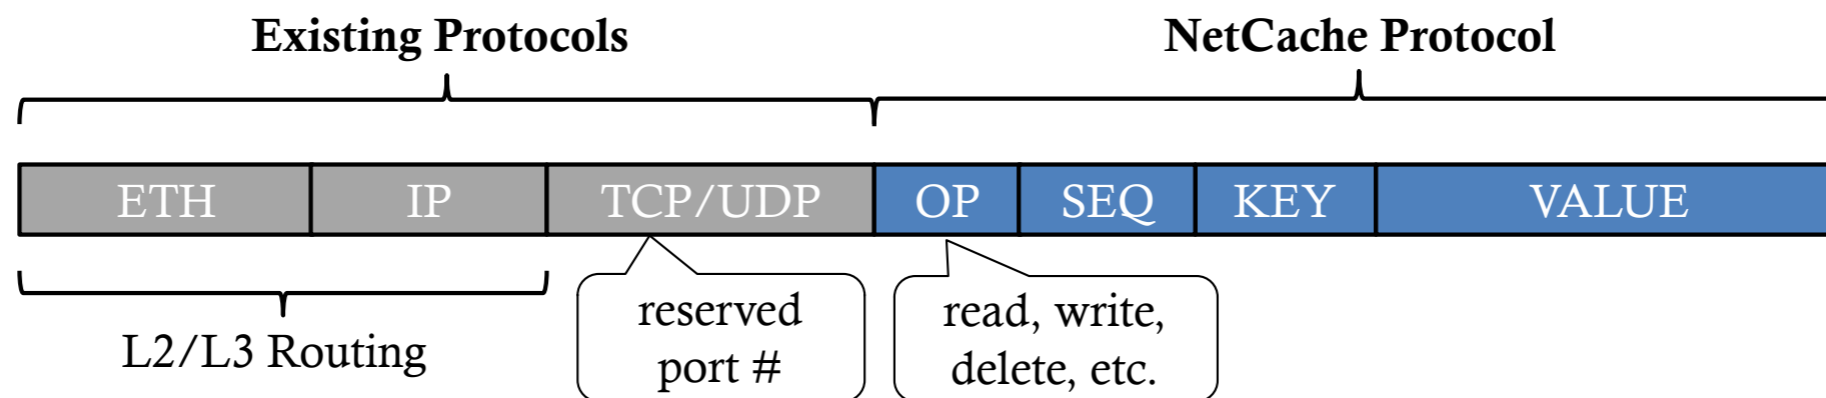 Existing Protocols NetCache Protocol
ETH IP TCP/UDP OP SEQ KEY VALUE
L2/L3 Routing
reserved
port #
read, write,
delete, etc.